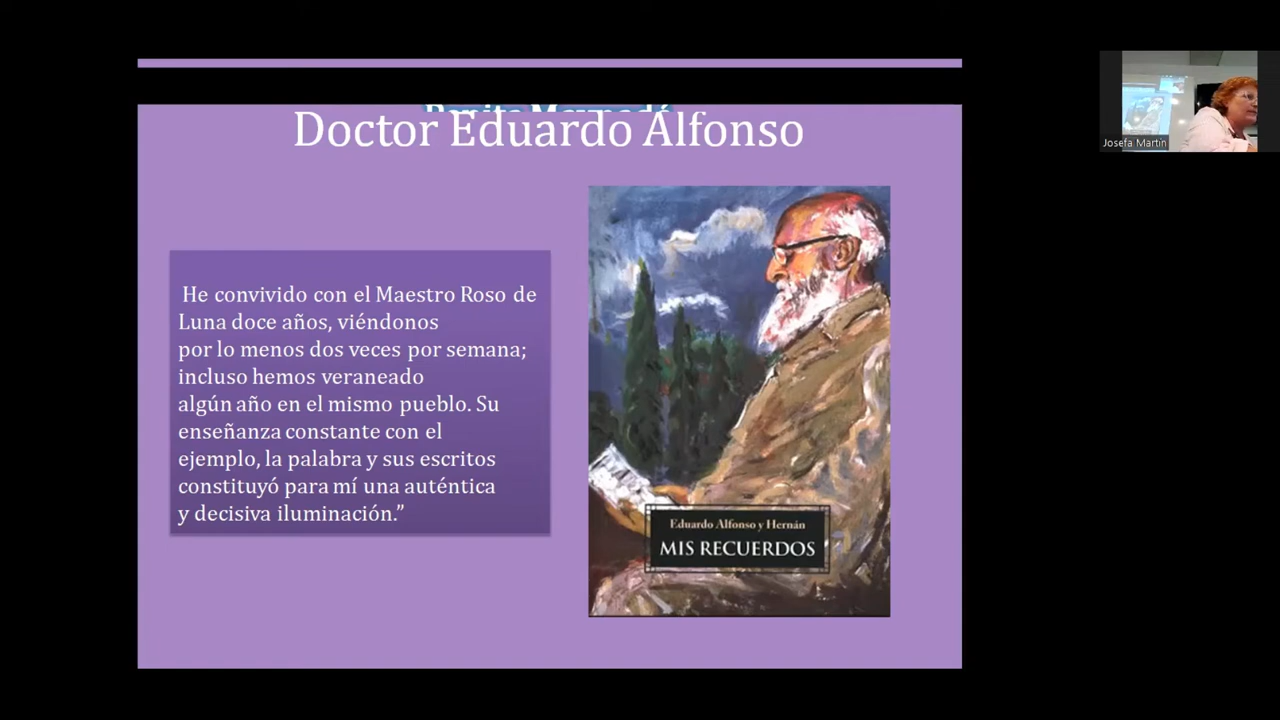 Doctor Eduardo Alfonso
He convivido con el Maestro Roso de
Luna doce años, viéndonos
por lo menos dos veces por semana;
incluso hemos veraneado
algún año en el mismo pueblo. Su
enseñanza constante con el
ejemplo, la palabra y sus escritos
constituyó para mí una auténtica
y decisiva iluminación.”
Eduardo Alfonso y Hernán
MIS RECUERDOS
Josefa Martín